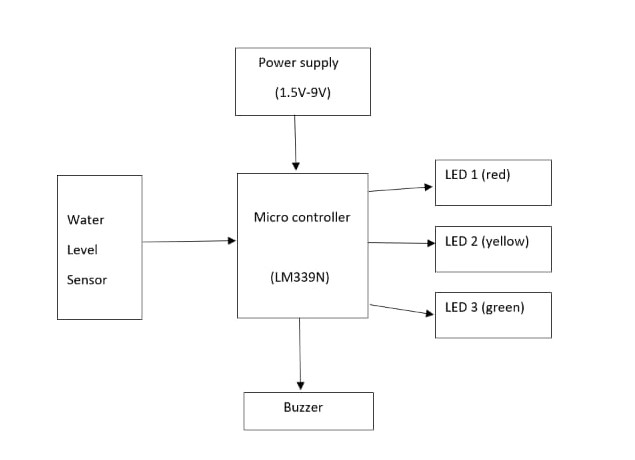 Power supply
(1.5V-9V)
Water
Level
Sensor
Micro controller
(LM339N)
LED 1 (red)
LED 2 (yellow)
LED 3 (green)
Buzzer